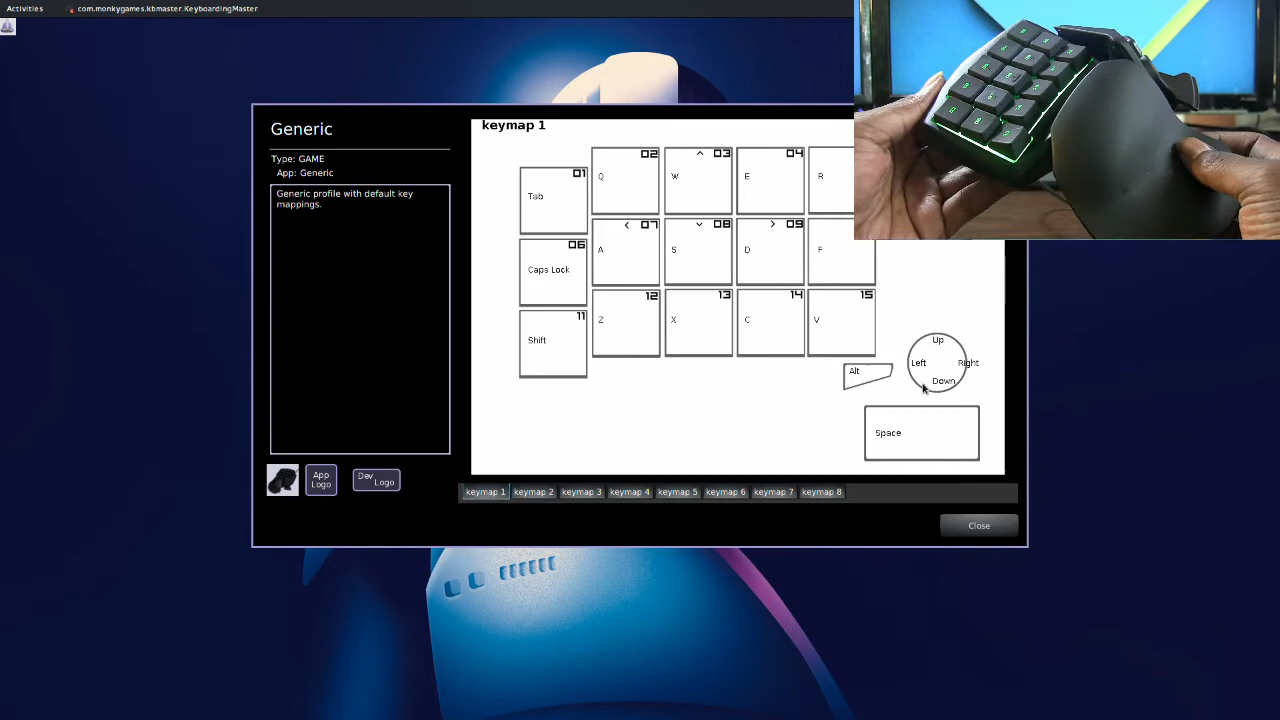 Activities
com.monkygames.kbmaster.KeyboardingMaster
Generic
Type: GAME
App: Generic
Generic profile with default key
mappings.
App
Logo
Dev
Logo
keymap 1
01
Tab
02
Q
^ 03
W
04
E
R
06
Caps Lock
< 07
A
˅ 08
S
> 09
D
F
11
Shift
12
Z
13
X
14
C
15
V
Alt
Up
Left
Right
Down
Space
keymap 1 keymap 2 keymap 3 keymap 4 keymap 5 keymap 6 keymap 7 keymap 8
Close